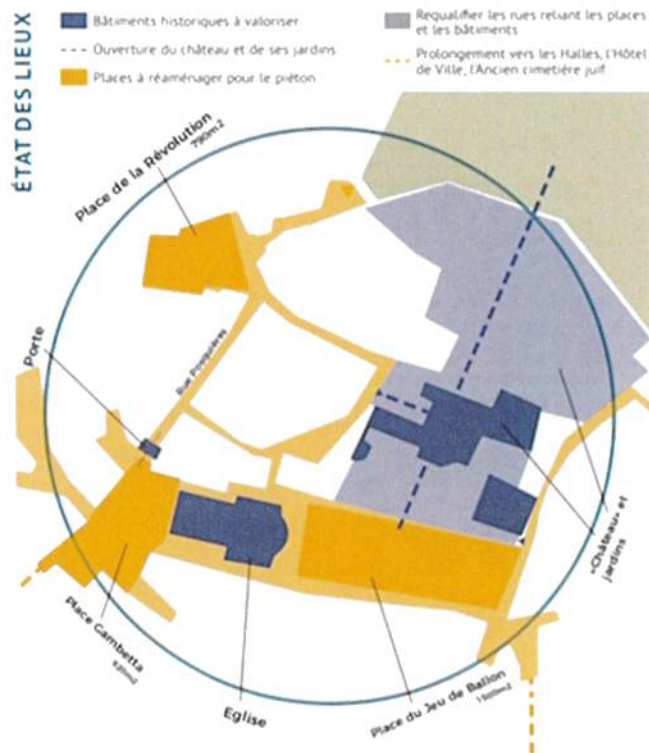 ÉTAT DES LIEUX
Bâtiments historiques à valoriser
Ouverture du château et de ses jardins
Places à réaménager pour le piéton
Requalifier les rues reliant les places
et les bâtiments
Prolongement vers les Halles, l'Hôtel
de Ville, l'Ancien cimetière juif
Place de la Révolution
790m2
Porte
Rue Posquières
«Château» et
jardins
Place Gambetta
Eglise
Place du Jeu de Ballon